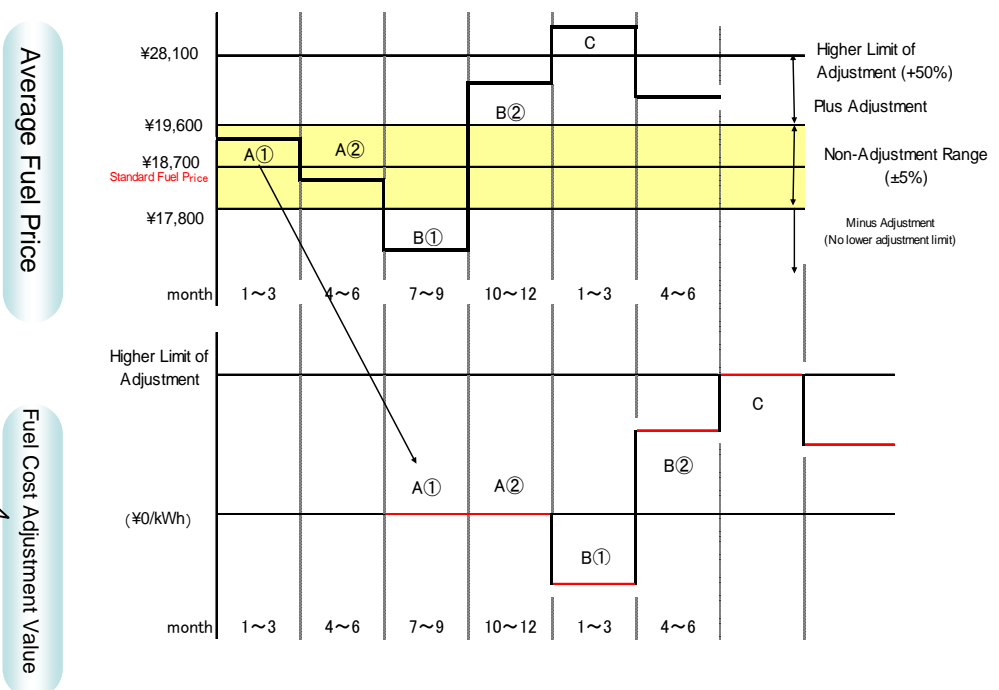 Average Fuel Price
¥28,100
¥19,600
¥18,700
Standard Fuel Price
¥17,800
C
B②
A①
A②
B①
Higher Limit of
Adjustment (+50%)
Plus Adjustment
Non-Adjustment Range
(±5%)
Minus Adjustment
(No lower adjustment limit)
month 1～3 4～6 7～9 10～12 1～3 4～6
Fuel Cost Adjustment Value
Higher Limit of
Adjustment
C
B②
A① A②
(¥0/kWh)
B①
month 1～3 4～6 7～9 10～12 1～3 4～6